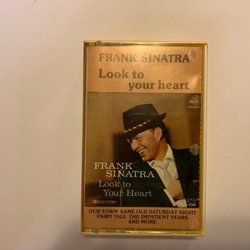 FRANK SINATRA
Look to
your heart
FRANK
SINATRA
Look to
Your Heart
OUR TOWN SAME OLD SATURDAY NIGHT
FAIRY TALE THE IMPATIENT YEARS
AND MORE